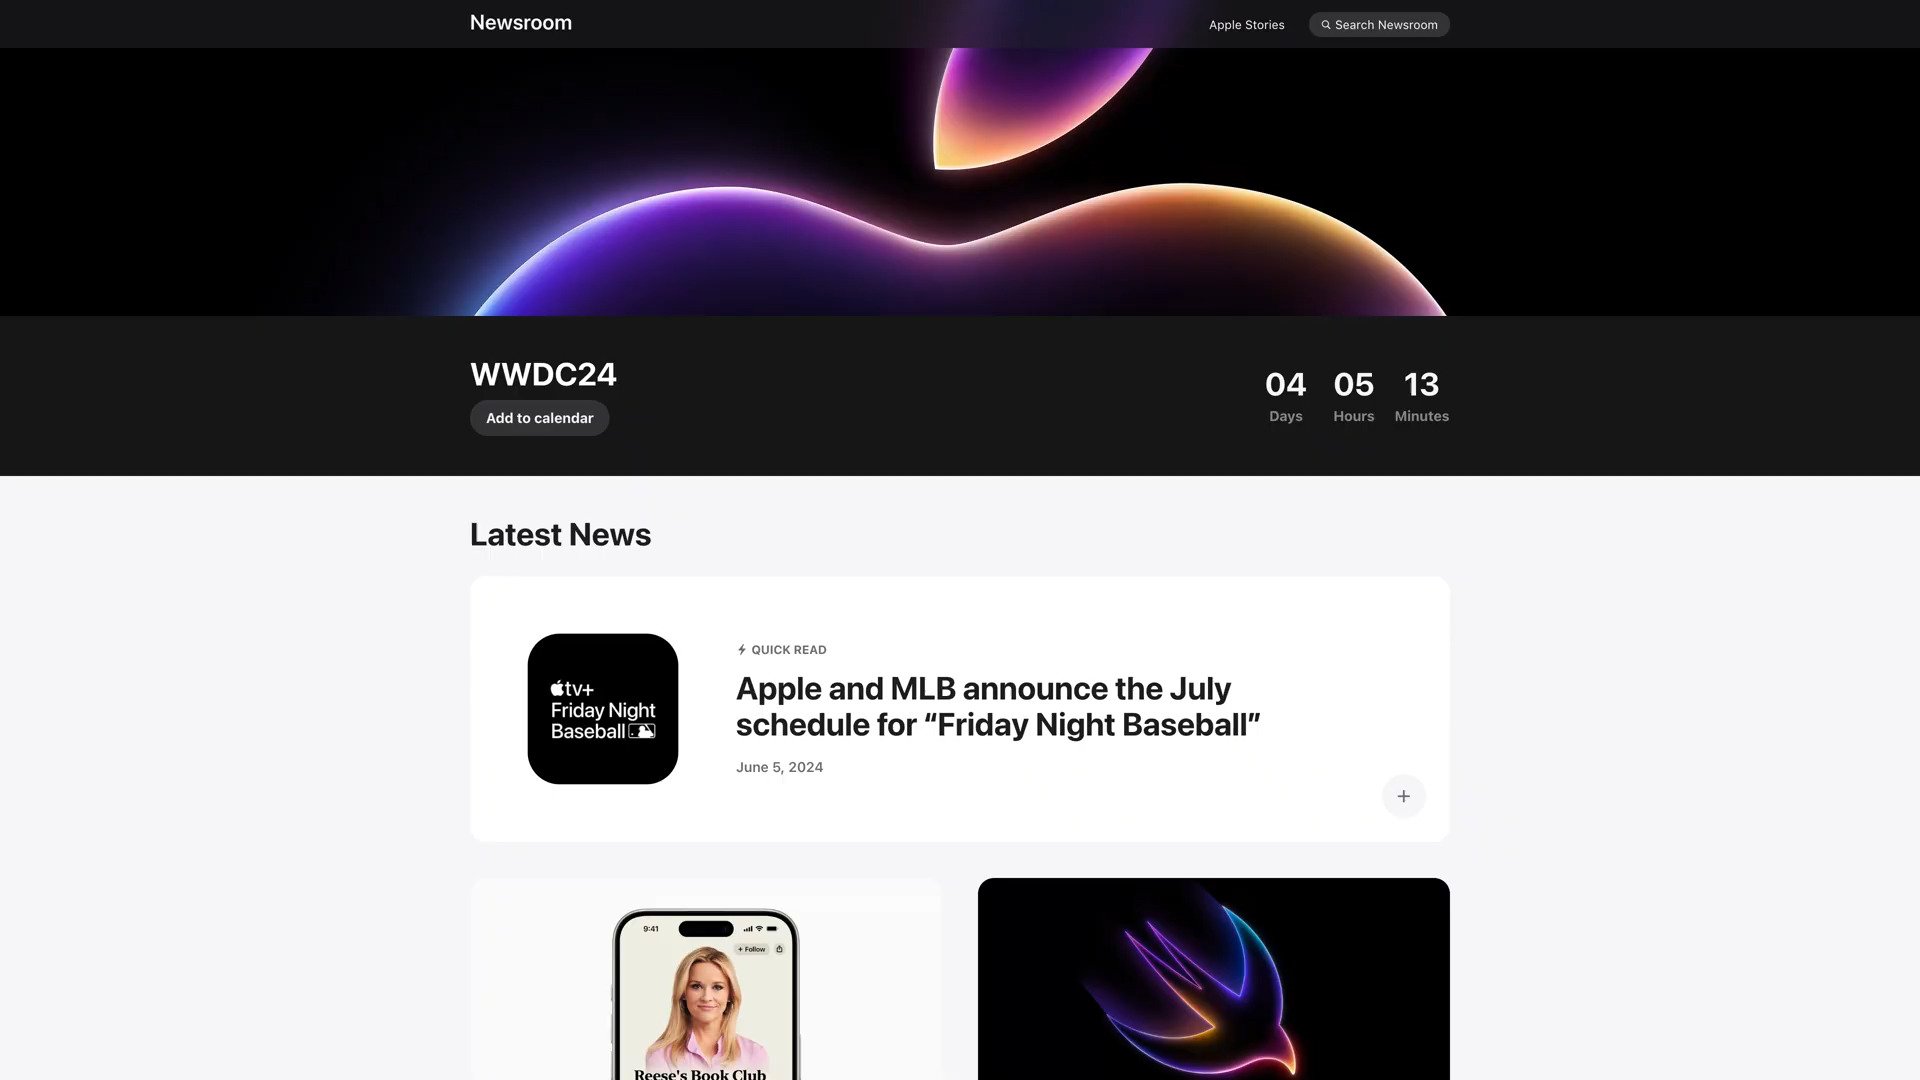 Newsroom
Apple Stories
Search Newsroom
WWDC24
Add to calendar
04 05 13
Days Hours Minutes
Latest News
tv+
Friday Night
Baseball
QUICK READ
Apple and MLB announce the July
schedule for “Friday Night Baseball”
June 5, 2024
+
9:41
+ Follow
Reese's Book Club